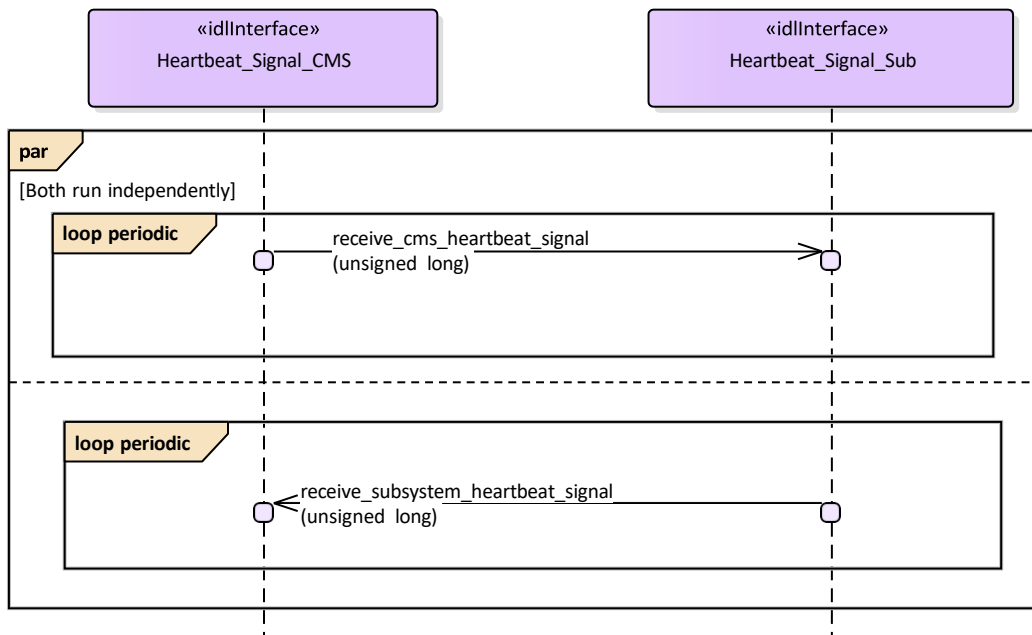 «idlInterface»
Heartbeat_Signal_CMS
«idlInterface»
Heartbeat_Signal_Sub
par
[Both run independently]
loop periodic
receive_cms_heartbeat_signal
(unsigned long)
loop periodic
receive_subsystem_heartbeat_signal
(unsigned long)